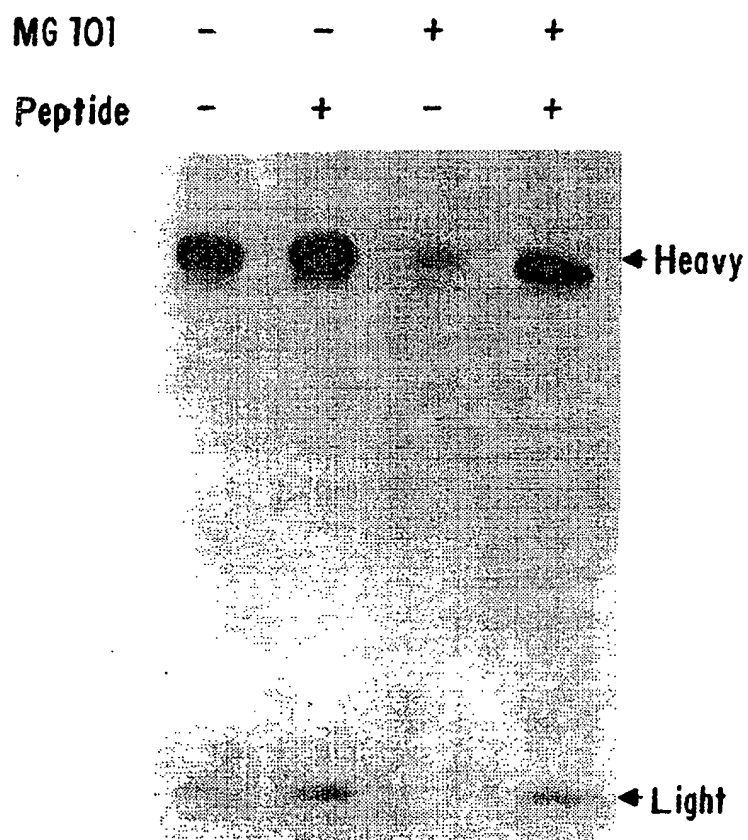 MG 101 - - + +
Peptide - + - +
Heavy
Light